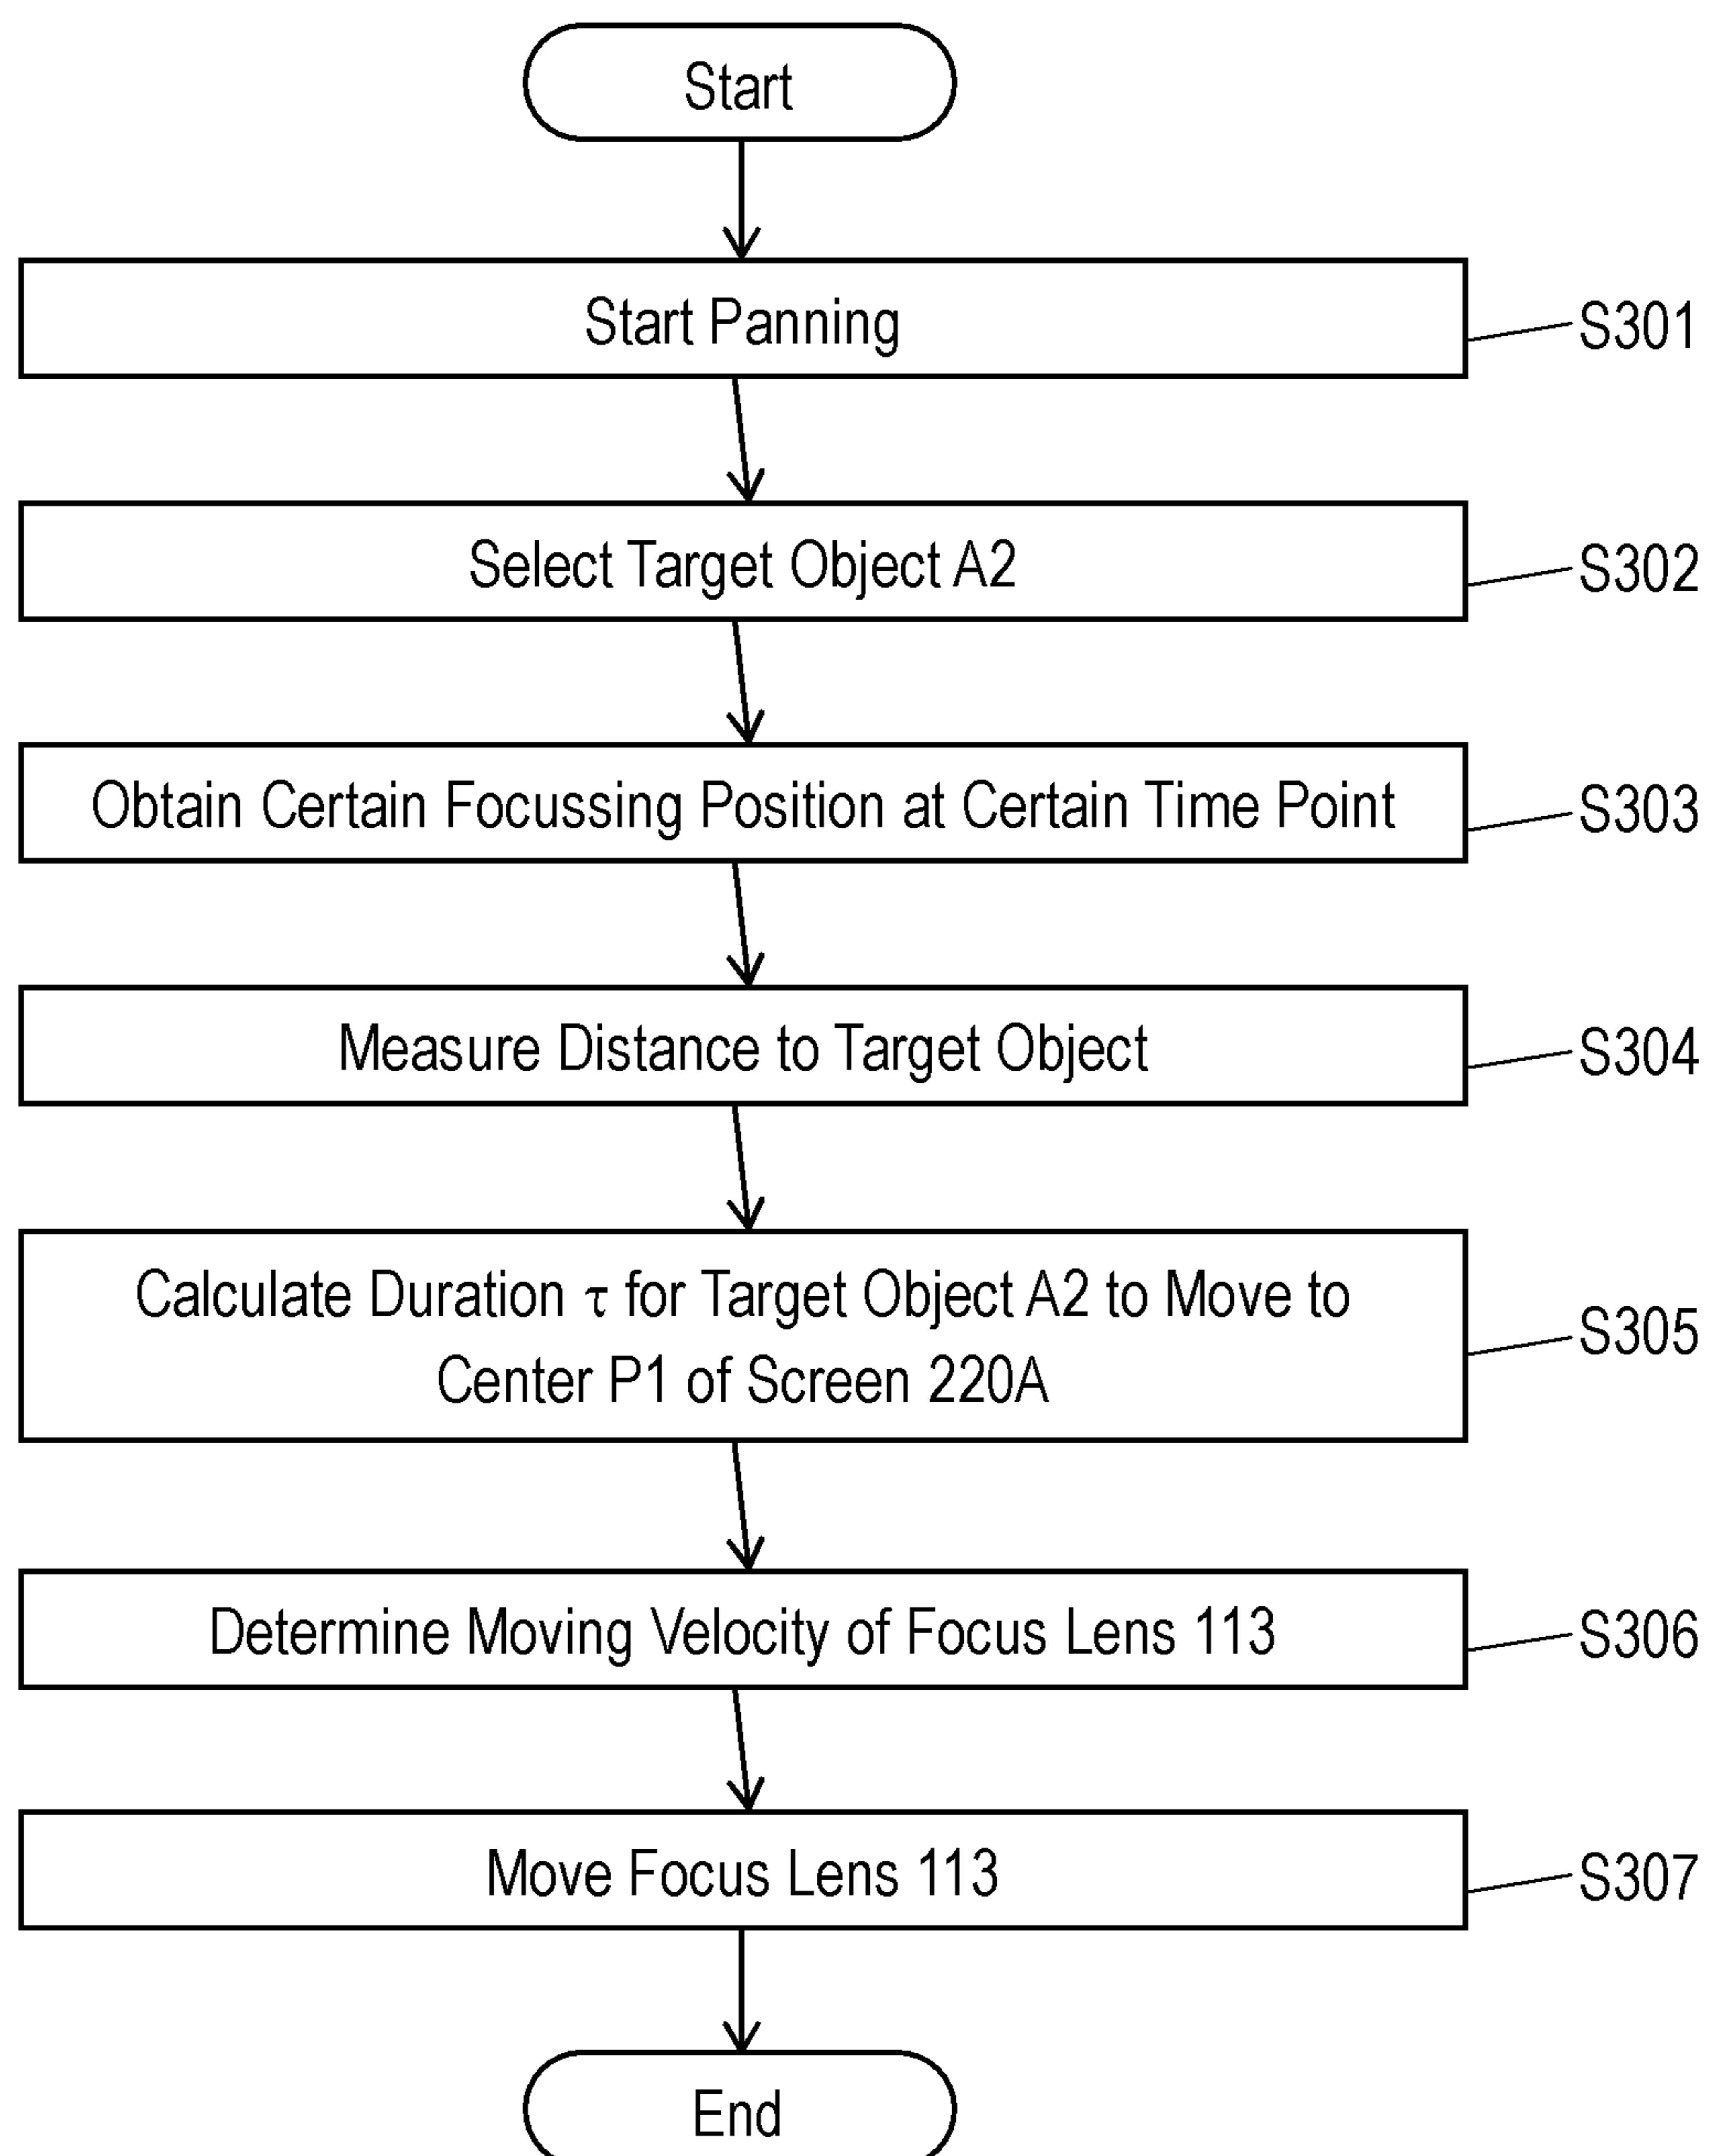 Start
Start Panning
S301
Select Target Object A2
S302
Obtain Certain Focussing Position at Certain Time Point
S303
Measure Distance to Target Object
S304
Calculate Duration τ for Target Object A2 to Move to
Center P1 of Screen 220A
S305
Determine Moving Velocity of Focus Lens 113
S306
Move Focus Lens 113
S307
End